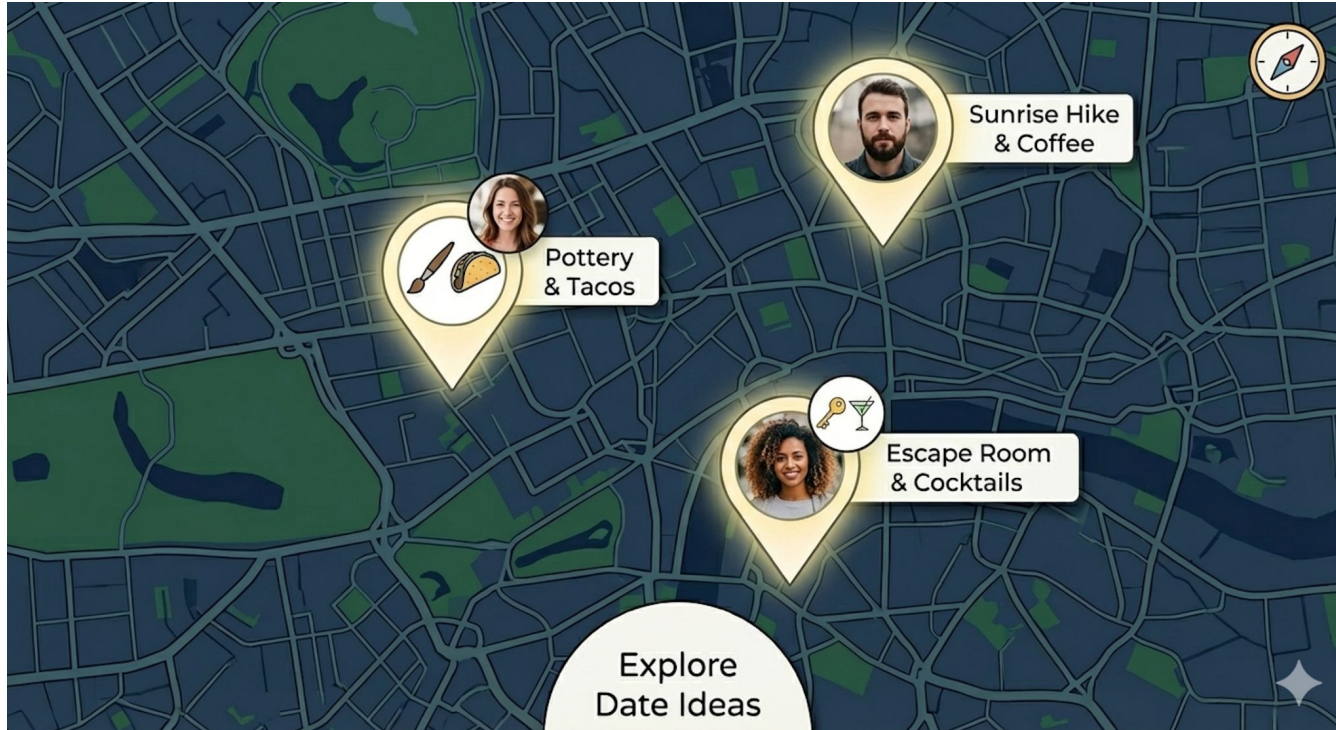 Sunrise Hike
& Coffee
Pottery
& Tacos
Escape Room
& Cocktails
Explore
Date Ideas